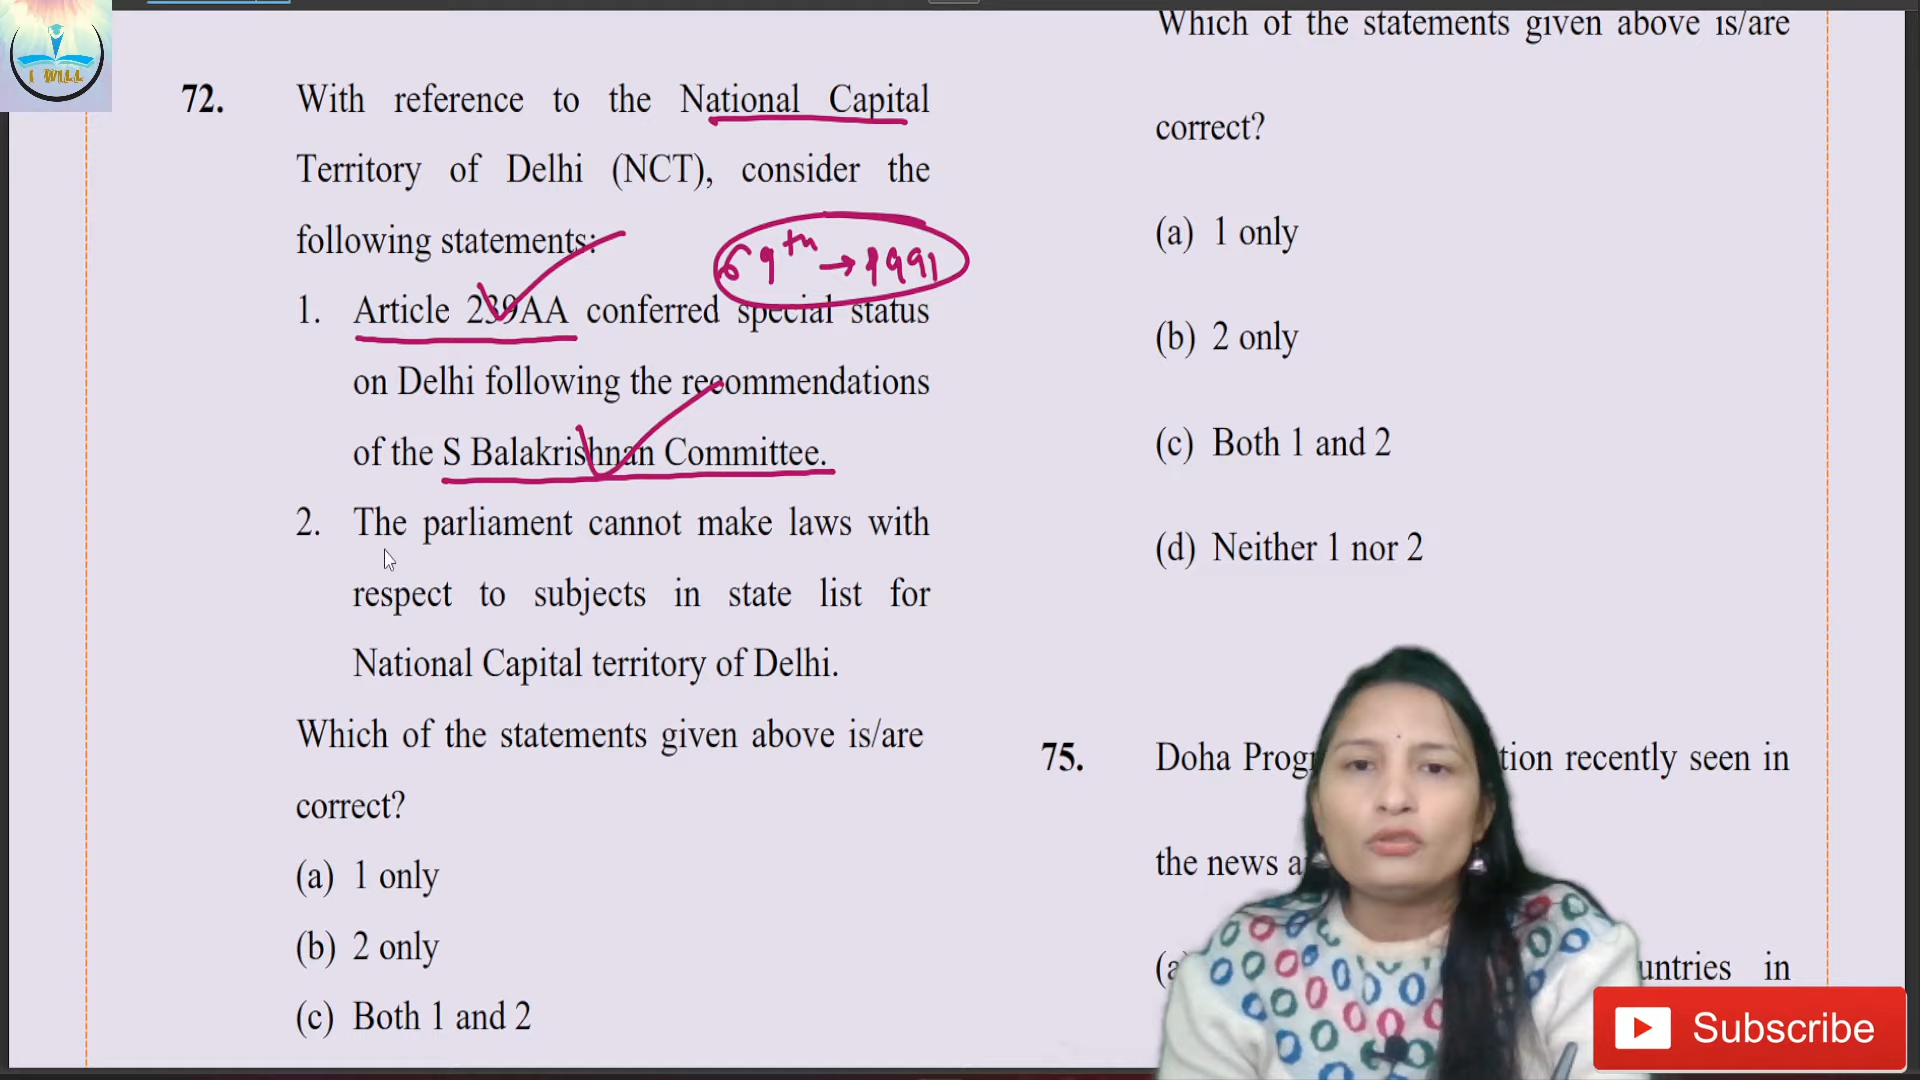 I WILL
72. With reference to the National Capital
Territory of Delhi (NCT), consider the
following statements:
69th → 1991
1. Article 239AA conferred special status
on Delhi following the recommendations
of the S Balakrishnan Committee.
2. The parliament cannot make laws with
respect to subjects in state list for
National Capital territory of Delhi.
Which of the statements given above is/are
correct?
(a) 1 only
(b) 2 only
(c) Both 1 and 2
Which of the statements given above is/are
correct?
(a) 1 only
(b) 2 only
(c) Both 1 and 2
(d) Neither 1 nor 2
75. Doha recently seen in
the news
in
Subscribe